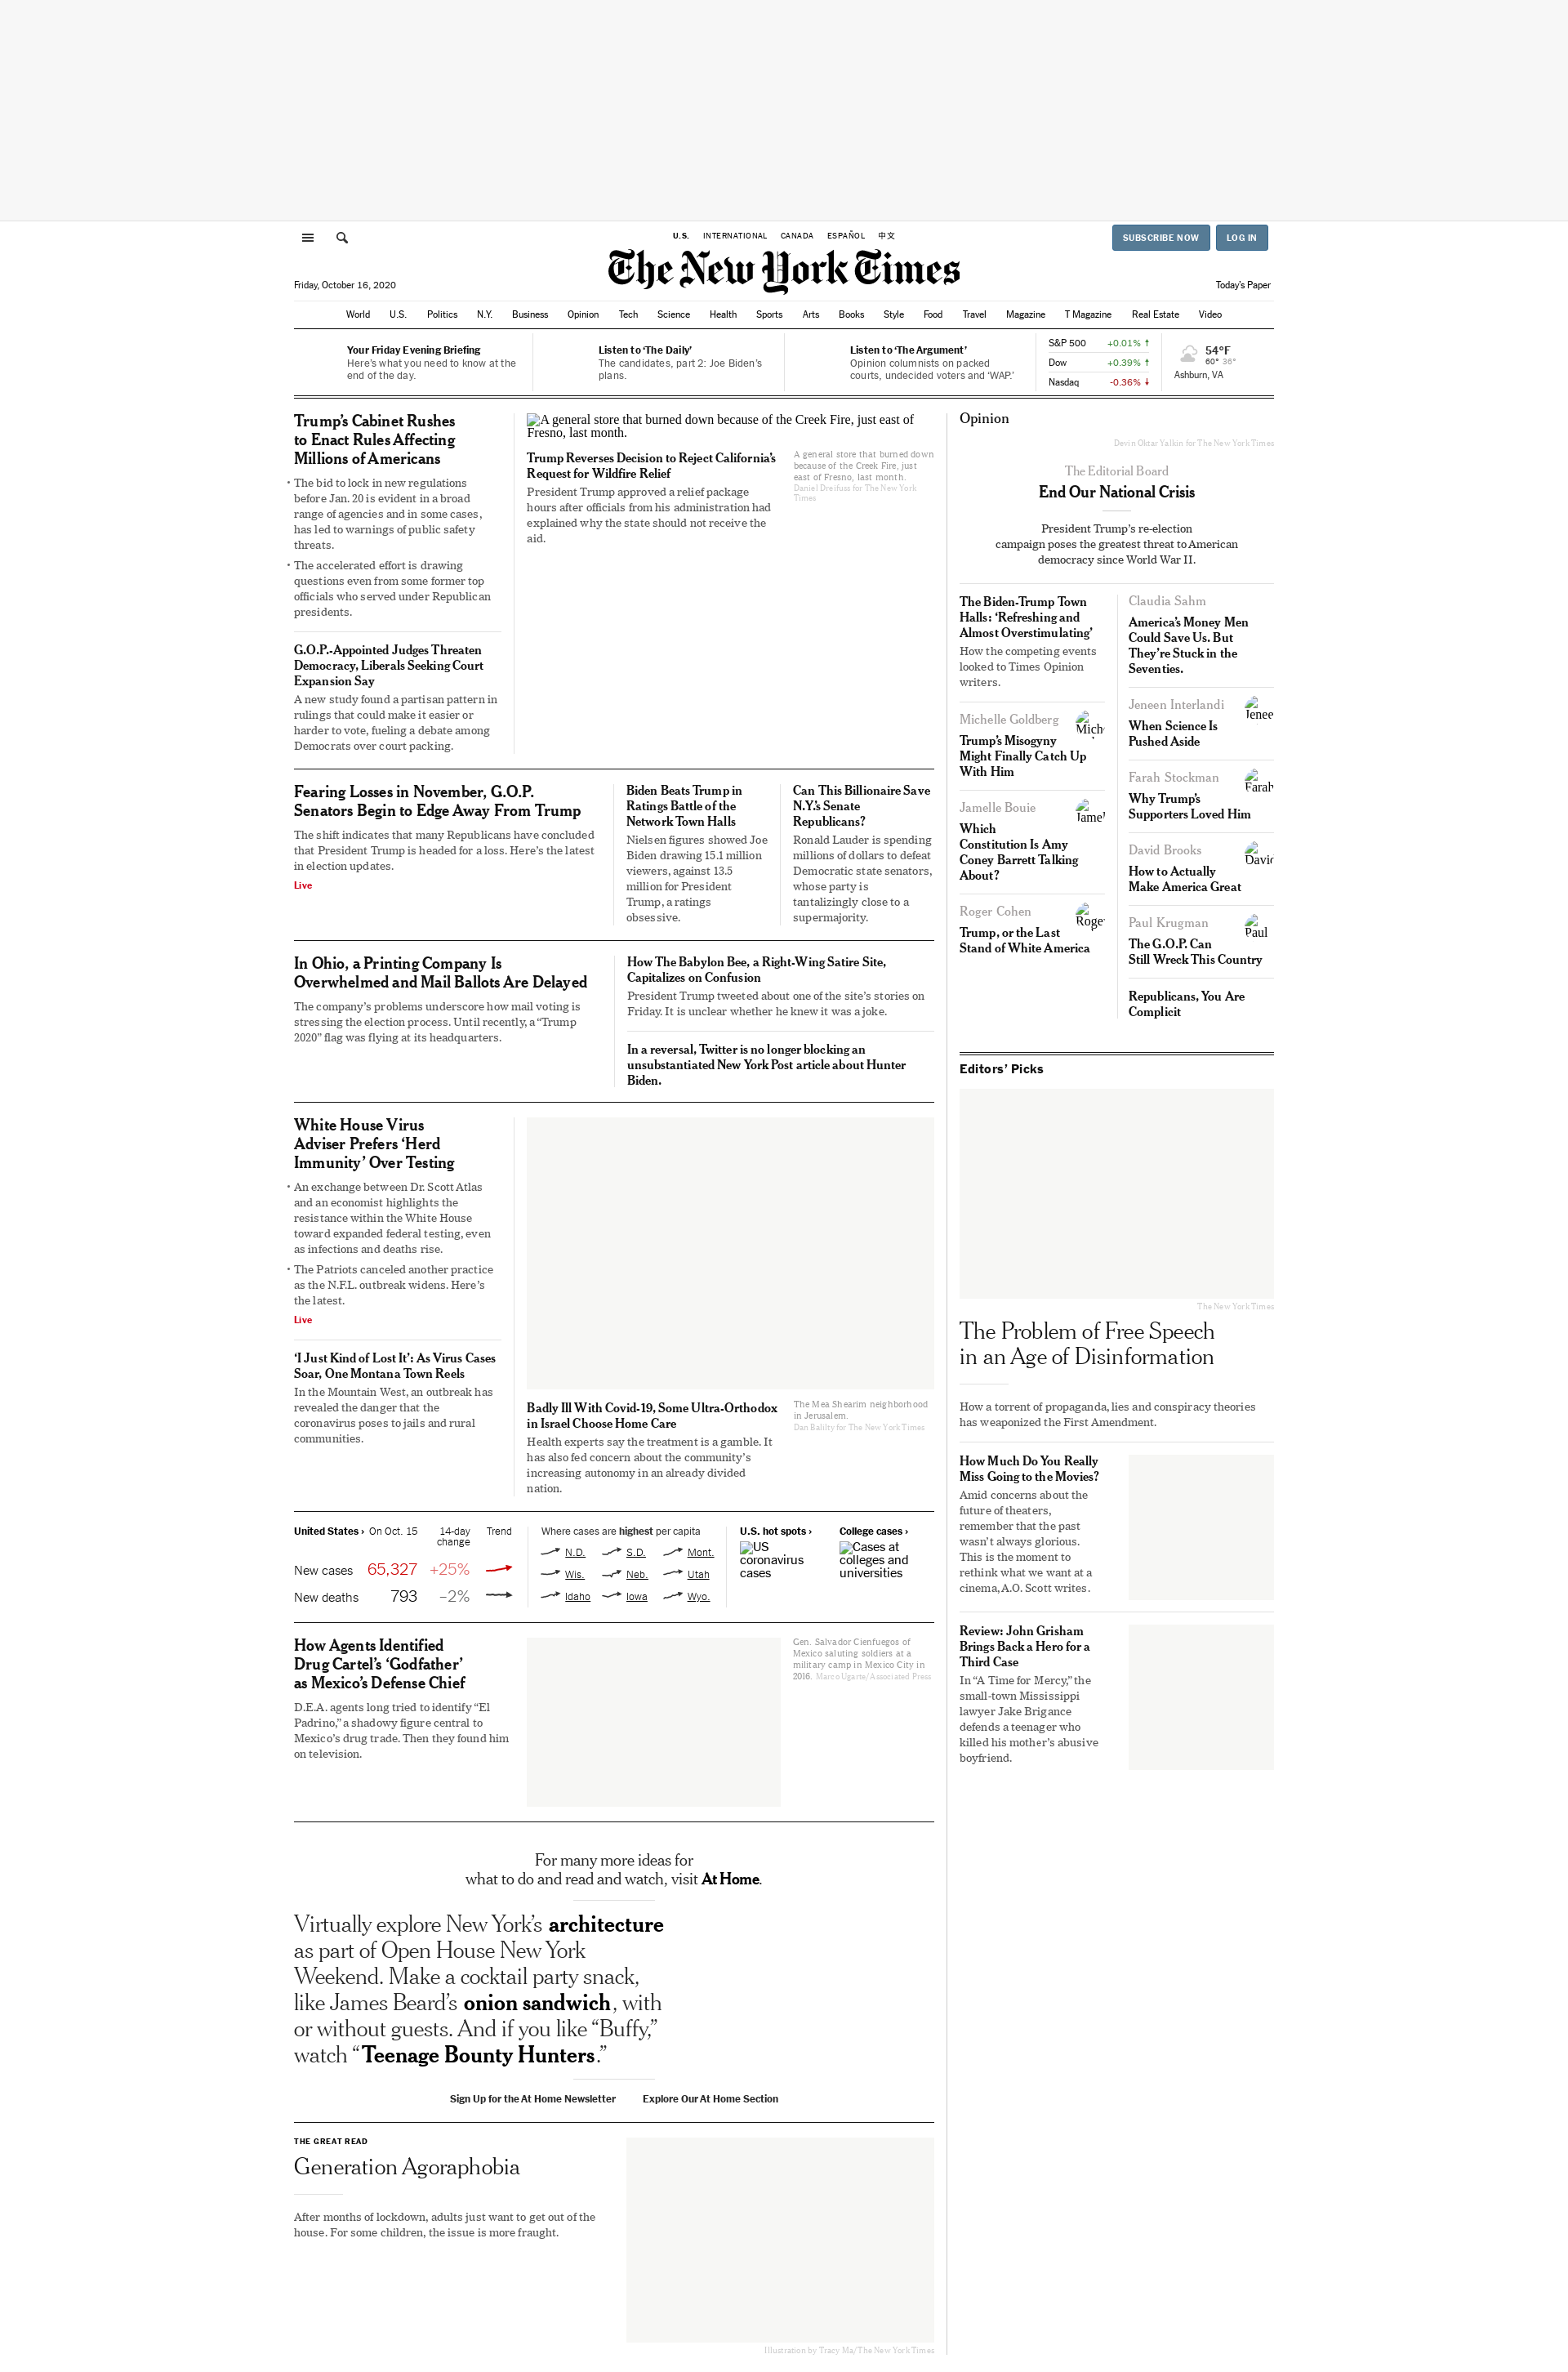 U.S. INTERNATIONAL CANADA ESPAÑOL 中文
SUBSCRIBE NOW LOG IN
The New York Times
Friday, October 16, 2020
Today's Paper
World U.S. Politics N.Y. Business Opinion Tech Science Health Sports Arts Books Style Food Travel Magazine T Magazine Real Estate Video
Your Friday Evening Briefing
Here's what you need to know at the
end of the day.
Listen to ‘The Daily’
The candidates, part 2: Joe Biden's
plans.
Listen to ‘The Argument’
Opinion columnists on packed
courts, undecided voters and ‘WAP.’
S&P 500 +0.01% ↑
Dow +0.39% ↑
Nasdaq -0.36% ↓
54°F
60° 36°
Ashburn, VA
Trump’s Cabinet Rushes
to Enact Rules Affecting
Millions of Americans
• The bid to lock in new regulations
before Jan. 20 is evident in a broad
range of agencies and in some cases,
has led to warnings of public safety
threats.
• The accelerated effort is drawing
questions even from some former top
officials who served under Republican
presidents.
G.O.P.-Appointed Judges Threaten
Democracy, Liberals Seeking Court
Expansion Say
A new study found a partisan pattern in
rulings that could make it easier or
harder to vote, fueling a debate among
Democrats over court packing.
A general store that burned down because of the Creek Fire, just east of
Fresno, last month.
Trump Reverses Decision to Reject California’s
Request for Wildfire Relief
President Trump approved a relief package
hours after officials from his administration had
explained why the state should not receive the
aid.
A general store that burned down
because of the Creek Fire, just
east of Fresno, last month.
Daniel Dreifuss for The New York
Times
Fearing Losses in November, G.O.P.
Senators Begin to Edge Away From Trump
The shift indicates that many Republicans have concluded
that President Trump is headed for a loss. Here’s the latest
in election updates.
Live
Biden Beats Trump in
Ratings Battle of the
Network Town Halls
Nielsen figures showed Joe
Biden drawing 15.1 million
viewers, against 13.5
million for President
Trump, a ratings
obsessive.
Can This Billionaire Save
N.Y.’s Senate
Republicans?
Ronald Lauder is spending
millions of dollars to defeat
Democratic state senators,
whose party is
tantalizingly close to a
supermajority.
In Ohio, a Printing Company Is
Overwhelmed and Mail Ballots Are Delayed
The company’s problems underscore how mail voting is
stressing the election process. Until recently, a “Trump
2020” flag was flying at its headquarters.
How The Babylon Bee, a Right-Wing Satire Site,
Capitalizes on Confusion
President Trump tweeted about one of the site’s stories on
Friday. It is unclear whether he knew it was a joke.
In a reversal, Twitter is no longer blocking an
unsubstantiated New York Post article about Hunter
Biden.
White House Virus
Adviser Prefers ‘Herd
Immunity’ Over Testing
• An exchange between Dr. Scott Atlas
and an economist highlights the
resistance within the White House
toward expanded federal testing, even
as infections and deaths rise.
• The Patriots canceled another practice
as the N.F.L. outbreak widens. Here’s
the latest.
Live
‘I Just Kind of Lost It’: As Virus Cases
Soar, One Montana Town Reels
In the Mountain West, an outbreak has
revealed the danger that the
coronavirus poses to jails and rural
communities.
Badly Ill With Covid-19, Some Ultra-Orthodox
in Israel Choose Home Care
Health experts say the treatment is a gamble. It
has also fed concern about the community’s
increasing autonomy in an already divided
nation.
The Mea Shearim neighborhood
in Jerusalem.
Dan Balilty for The New York Times
United States › On Oct. 15 14-day
change Trend
New cases 65,327 +25%
New deaths 793 –2%
Where cases are highest per capita
N.D. S.D. Mont.
Wis. Neb. Utah
Idaho Iowa Wyo.
U.S. hot spots ›
US
coronavirus
cases
College cases ›
Cases at
colleges and
universities
How Agents Identified
Drug Cartel’s ‘Godfather’
as Mexico’s Defense Chief
D.E.A. agents long tried to identify “El
Padrino,” a shadowy figure central to
Mexico’s drug trade. Then they found him
on television.
Gen. Salvador Cienfuegos of
Mexico saluting soldiers at a
military camp in Mexico City in
2016. Marco Ugarte/Associated Press
For many more ideas for
what to do and read and watch, visit At Home.
Virtually explore New York’s architecture
as part of Open House New York
Weekend. Make a cocktail party snack,
like James Beard’s onion sandwich, with
or without guests. And if you like “Buffy,”
watch “Teenage Bounty Hunters.”
Sign Up for the At Home Newsletter Explore Our At Home Section
THE GREAT READ
Generation Agoraphobia
After months of lockdown, adults just want to get out of the
house. For some children, the issue is more fraught.
Illustration by Tracy Ma/The New York Times
Opinion
Devin Oktar Yalkin for The New York Times
The Editorial Board
End Our National Crisis
President Trump’s re-election
campaign poses the greatest threat to American
democracy since World War II.
The Biden-Trump Town
Halls: ‘Refreshing and
Almost Overstimulating’
How the competing events
looked to Times Opinion
writers.
Michelle Goldberg
Trump’s Misogyny
Might Finally Catch Up
With Him
Jamelle Bouie
Which
Constitution Is Amy
Coney Barrett Talking
About?
Roger Cohen
Roger
Trump, or the Last
Stand of White America
Claudia Sahm
America’s Money Men
Could Save Us. But
They’re Stuck in the
Seventies.
Jeneen Interlandi
Jenee
When Science Is
Pushed Aside
Farah Stockman
Farah
Why Trump’s
Supporters Loved Him
David Brooks
David
How to Actually
Make America Great
Paul Krugman
Paul
The G.O.P. Can
Still Wreck This Country
Republicans, You Are
Complicit
Editors’ Picks
The New York Times
The Problem of Free Speech
in an Age of Disinformation
How a torrent of propaganda, lies and conspiracy theories
has weaponized the First Amendment.
How Much Do You Really
Miss Going to the Movies?
Amid concerns about the
future of theaters,
remember that the past
wasn’t always glorious.
This is the moment to
rethink what we want at a
cinema, A.O. Scott writes.
Review: John Grisham
Brings Back a Hero for a
Third Case
In “A Time for Mercy,” the
small-town Mississippi
lawyer Jake Brigance
defends a teenager who
killed his mother’s abusive
boyfriend.